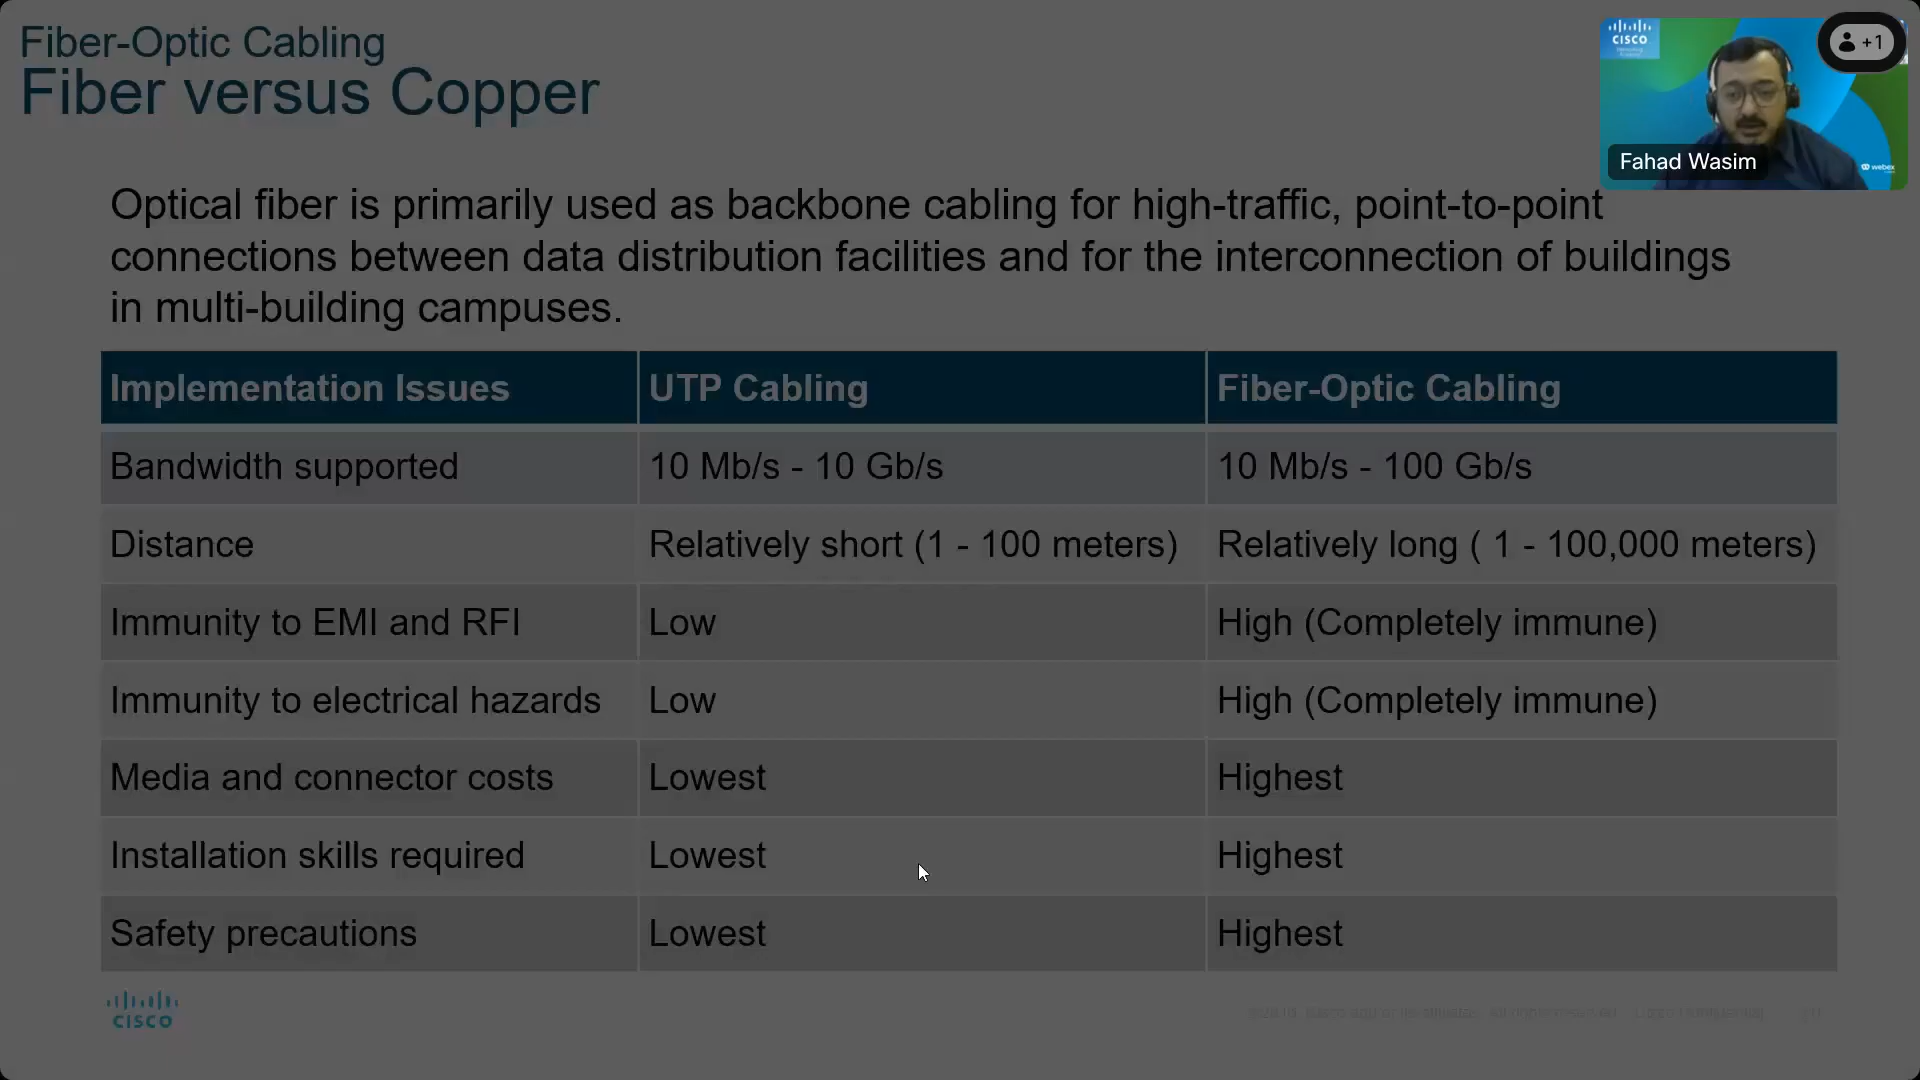 Fiber-Optic Cabling
Fiber versus Copper
CISCO
+1
Fahad Wasim
webex
Optical fiber is primarily used as backbone cabling for high-traffic, point-to-point
connections between data distribution facilities and for the interconnection of buildings
in multi-building campuses.
Implementation Issues UTP Cabling Fiber-Optic Cabling
Bandwidth supported 10 Mb/s - 10 Gb/s 10 Mb/s - 100 Gb/s
Distance Relatively short (1 - 100 meters) Relatively long ( 1 - 100,000 meters)
Immunity to EMI and RFI Low High (Completely immune)
Immunity to electrical hazards Low High (Completely immune)
Media and connector costs Lowest Highest
Installation skills required Lowest Highest
Safety precautions Lowest Highest
CISCO